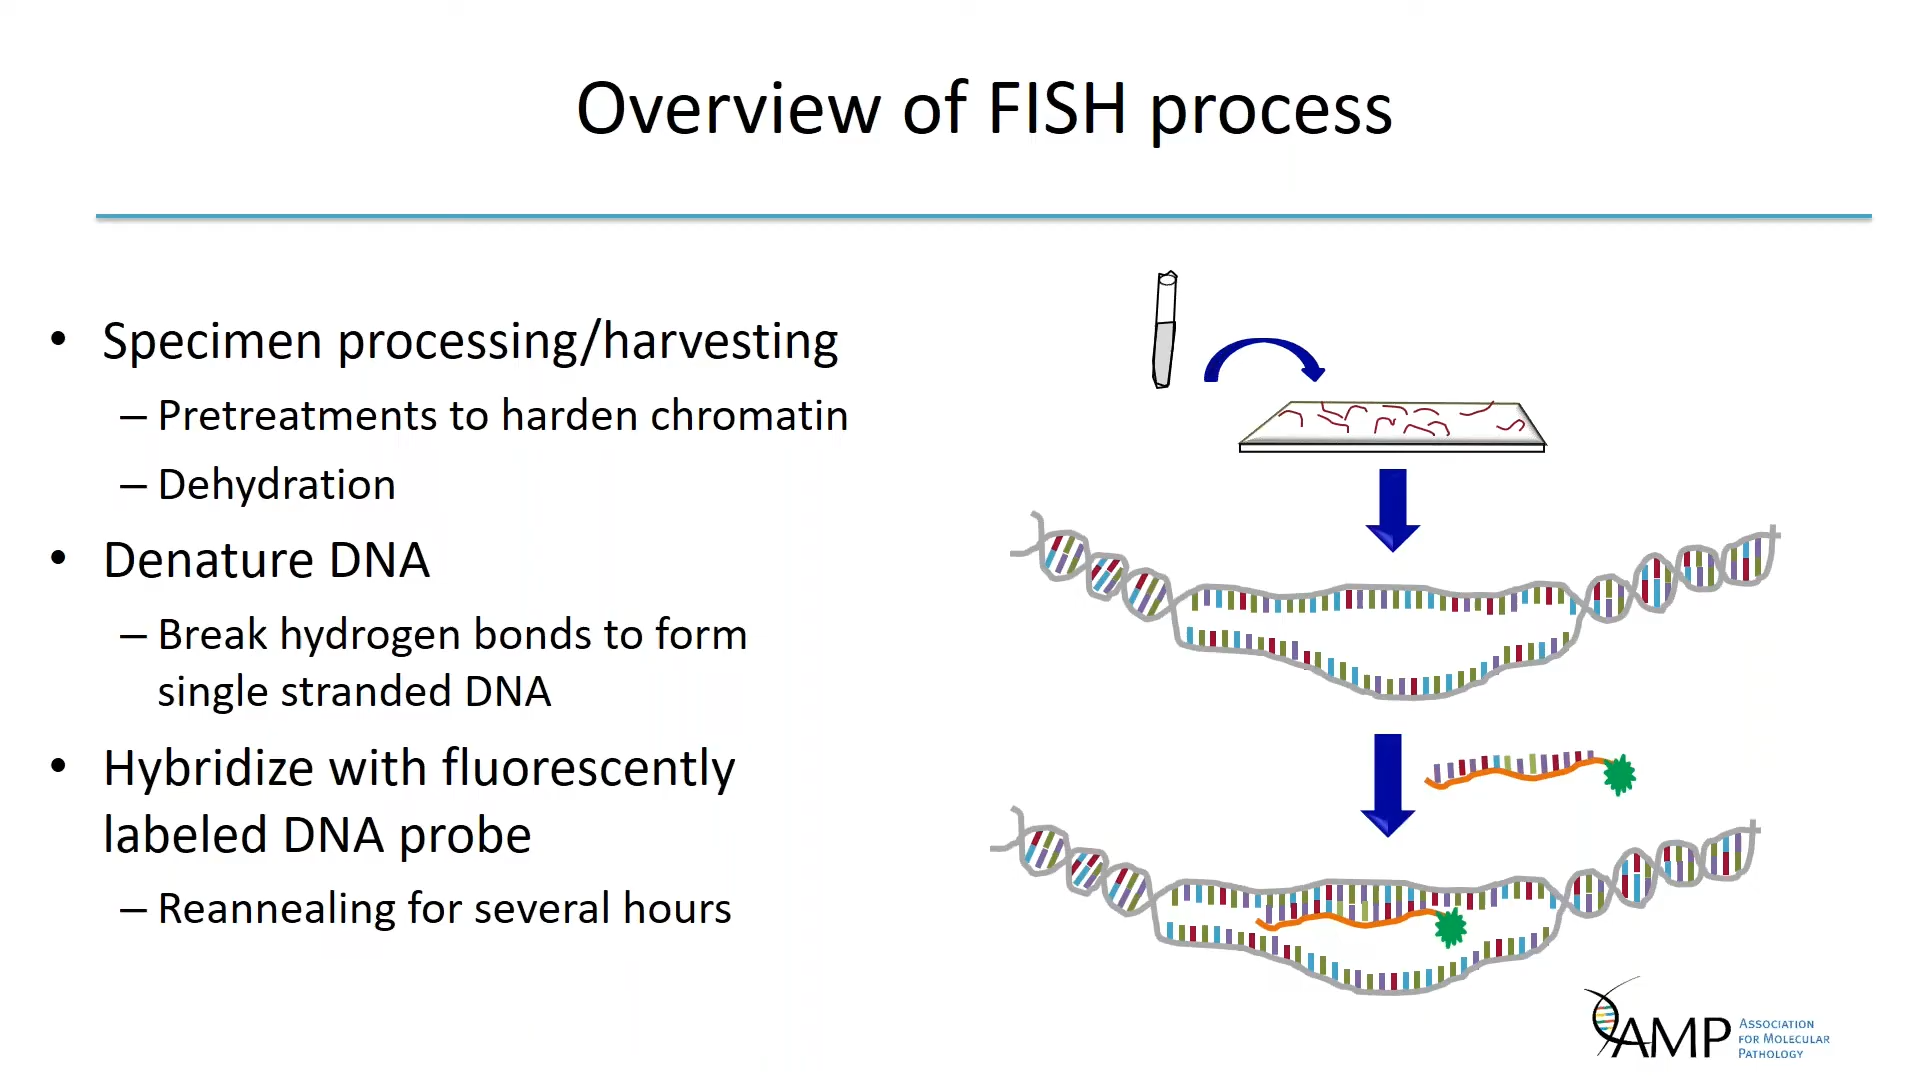 Overview of FISH process
• Specimen processing/harvesting
– Pretreatments to harden chromatin
– Dehydration
• Denature DNA
– Break hydrogen bonds to form
single stranded DNA
• Hybridize with fluorescently
labeled DNA probe
– Reannealing for several hours
AMP
ASSOCIATION
FOR MOLECULAR
PATHOLOGY